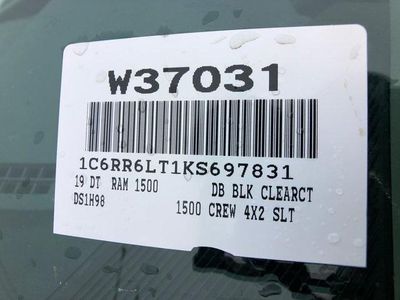 W37031
1C6RR6LT1KS697831
19 DT RAM 1500 DB BLK CLEARCT
DS1H98 1500 CREW 4X2 SLT